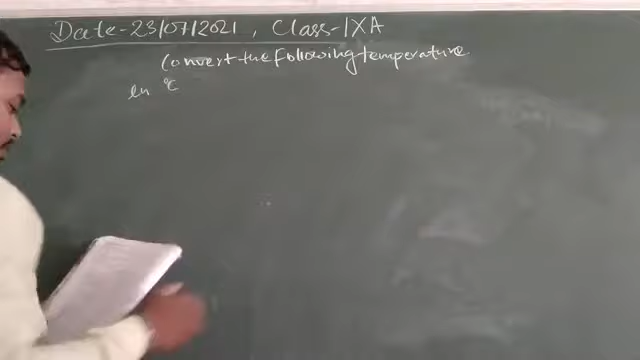 Date-23/07/2021, Class-IXA
Convert the Following temperature
in °C